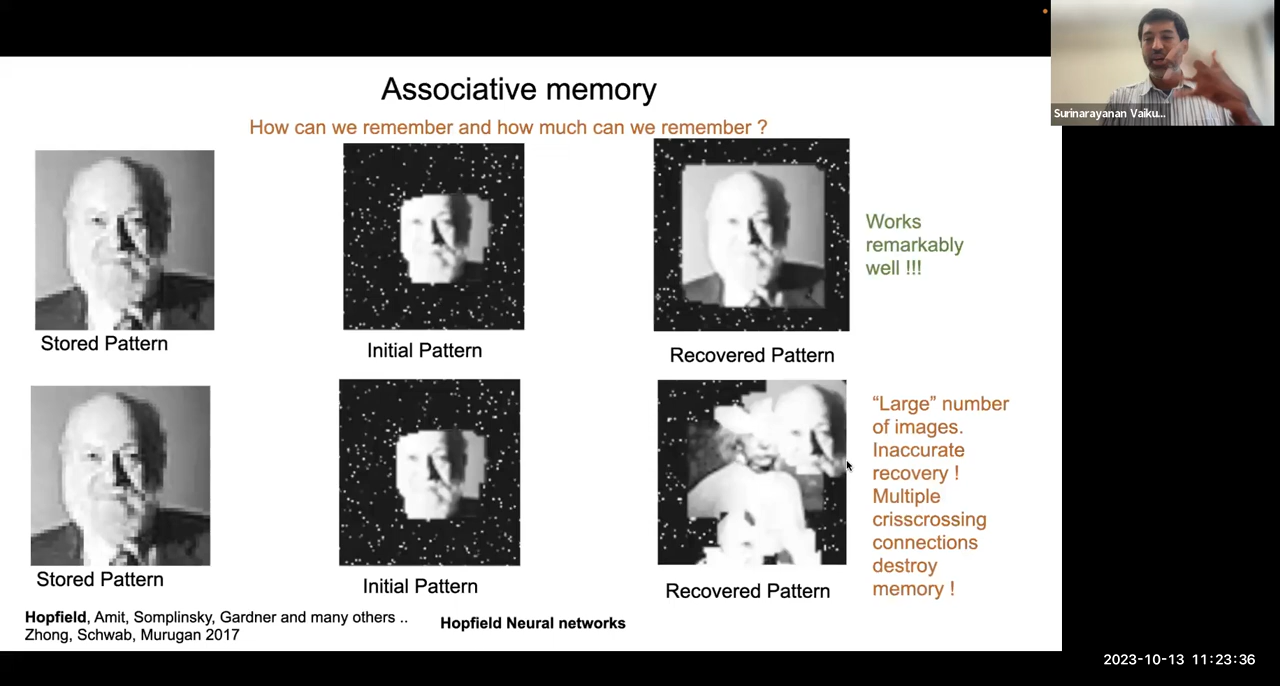 Associative memory
How can we remember and how much can we remember ?
Surinarayanan Vaiku...
Works
remarkably
well !!!
Stored Pattern
Initial Pattern
Recovered Pattern
“Large” number
of images.
Inaccurate
recovery !
Multiple
crisscrossing
connections
destroy
memory !
Stored Pattern
Initial Pattern
Recovered Pattern
Hopfield, Amit, Somplinsky, Gardner and many others ..
Zhong, Schwab, Murugan 2017
Hopfield Neural networks
2023-10-13 11:23:36